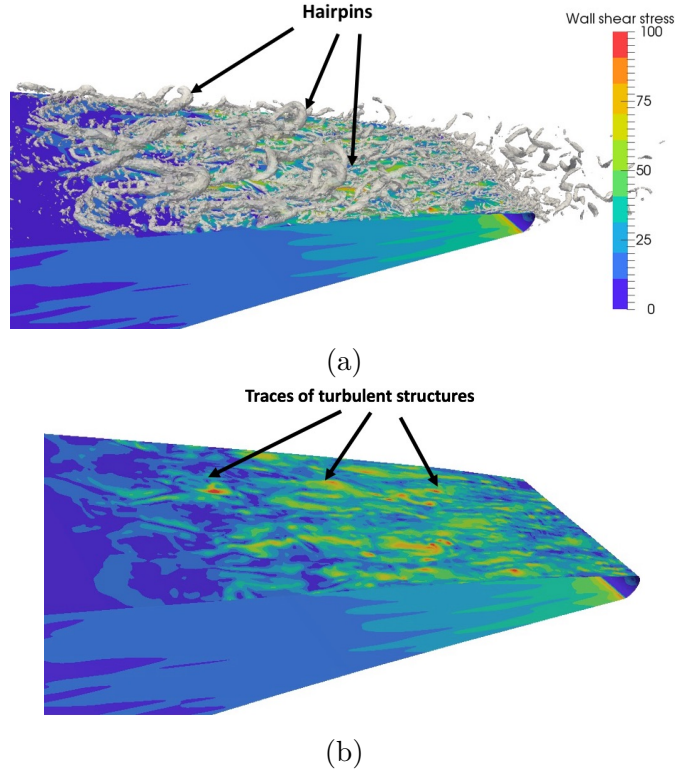 Hairpins
Wall shear stress
100
75
50
25
0
(a)
Traces of turbulent structures
(b)